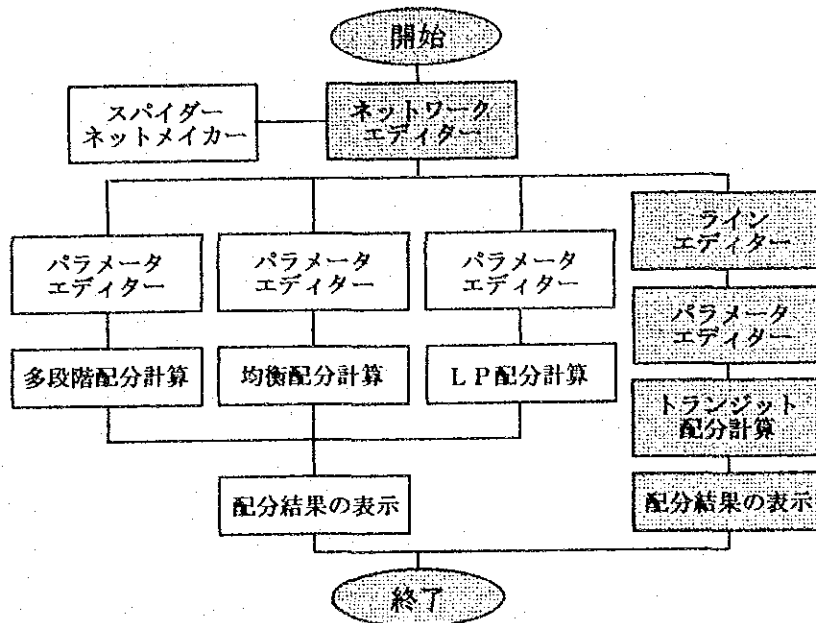 開始
スパイダー
ネットメイカー
ネットワーク
エディター
パラメータ
エディター
パラメータ
エディター
パラメータ
エディター
ライン
エディター
パラメータ
エディター
多段階配分計算
均衡配分計算
LP配分計算
トランジット
配分計算
配分結果の表示
配分結果の表示
終了